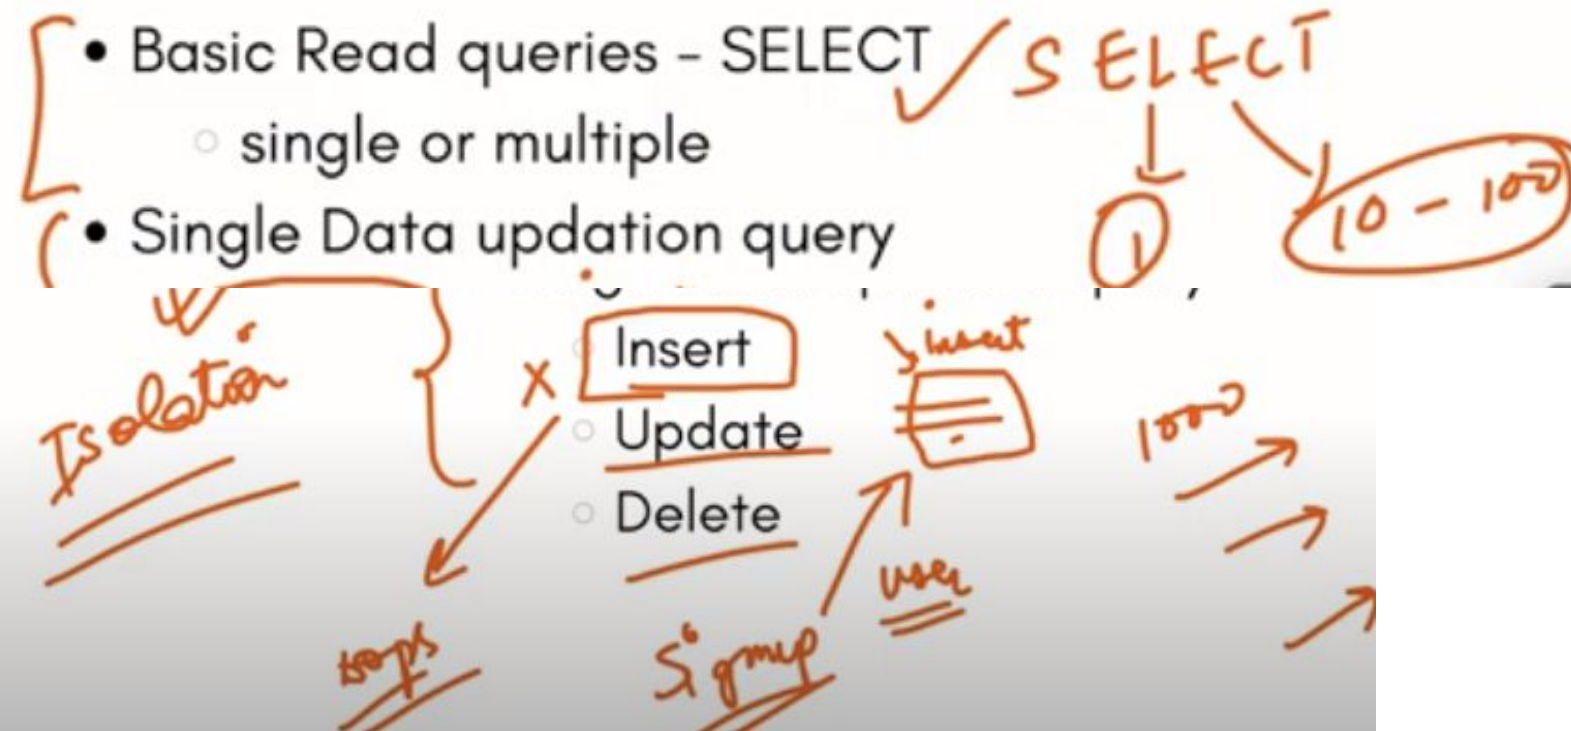 Basic Read queries - SELECT SELECT
single or multiple
1
10 - 100
Single Data updation query
Insert
insert
Isolation
Update
1000
Delete
user
Signup